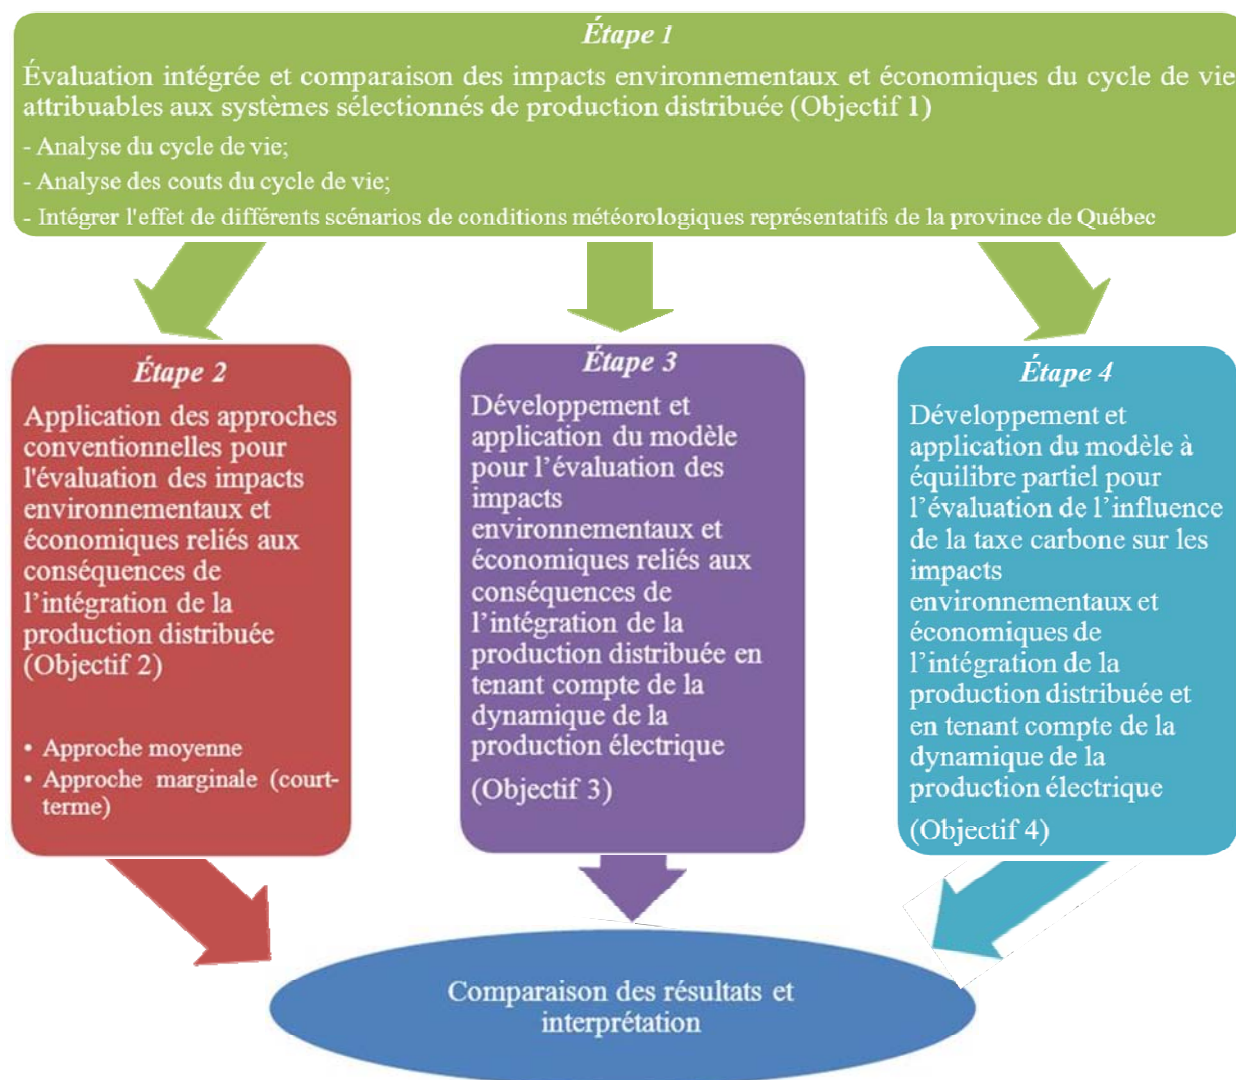 Étape 1
Évaluation intégrée et comparaison des impacts environnementaux et économiques du cycle de vie
attribuables aux systèmes sélectionnés de production distribuée (Objectif 1)
- Analyse du cycle de vie;
- Analyse des couts du cycle de vie;
- Intégrer l'effet de différents scénarios de conditions météorologiques représentatifs de la province de Québec
Étape 2
Application des approches
conventionnelles pour
l'évaluation des impacts
environnementaux et
économiques reliés aux
conséquences de
l’intégration de la
production distribuée
(Objectif 2)
• Approche moyenne
• Approche marginale (court-
terme)
Étape 3
Développement et
application du modèle
pour l’évaluation des
impacts
environnementaux et
économiques reliés aux
conséquences de
l’intégration de la
production distribuée en
tenant compte de la
dynamique de la
production électrique
(Objectif 3)
Étape 4
Développement et
application du modèle à
équilibre partiel pour
l’évaluation de l’influence
de la taxe carbone sur les
impacts
environnementaux et
économiques de
l’intégration de la
production distribuée et
en tenant compte de la
dynamique de la
production électrique
(Objectif 4)
Comparaison des résultats et
interprétation